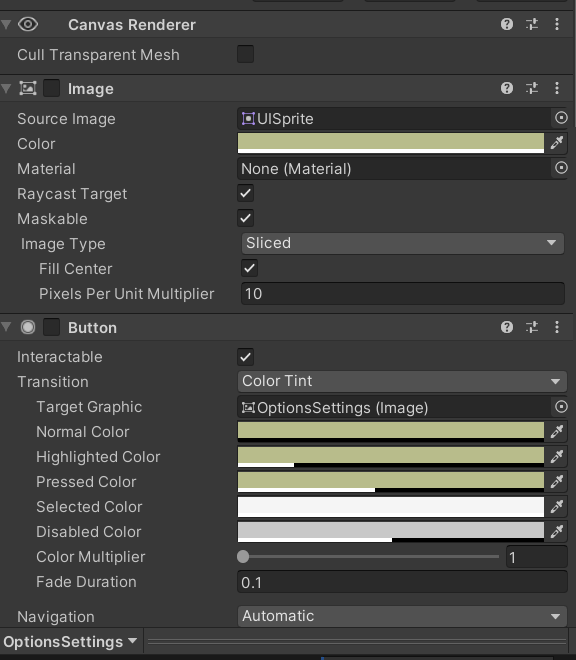 Canvas Renderer
Cull Transparent Mesh
Image
Source Image UISprite
Color
Material None (Material)
Raycast Target
Maskable
Image Type Sliced
Fill Center
Pixels Per Unit Multiplier 10
Button
Interactable
Transition Color Tint
Target Graphic OptionsSettings (Image)
Normal Color
Highlighted Color
Pressed Color
Selected Color
Disabled Color
Color Multiplier 1
Fade Duration 0.1
Navigation Automatic
OptionsSettings